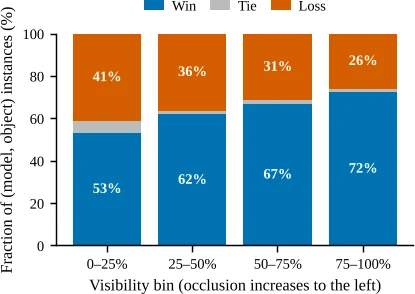 Win Tie Loss
Fraction of (model, object) instances (%)
100
80
60
40
20
0
41% 36% 31% 26%
53% 62% 67% 72%
0–25% 25–50% 50–75% 75–100%
Visibility bin (occlusion increases to the left)